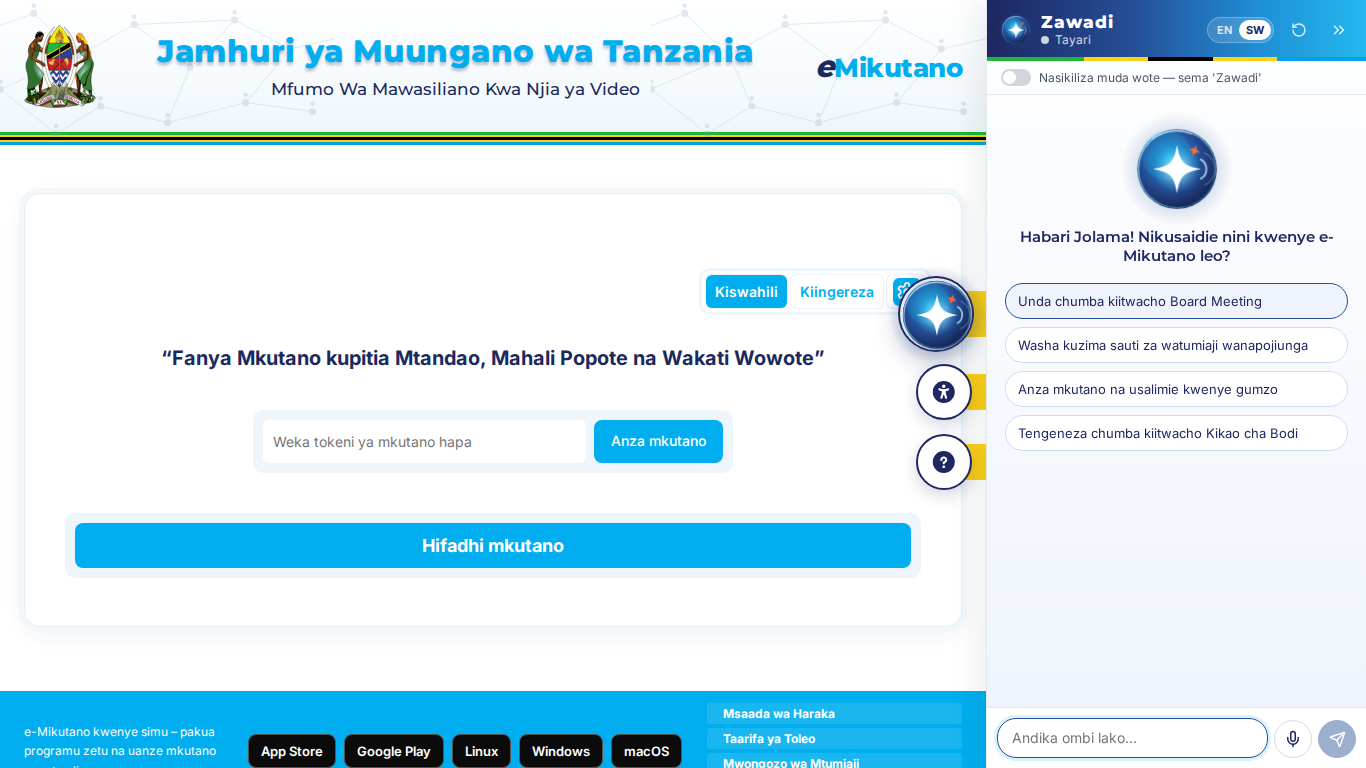 Jamhuri ya Muungano wa Tanzania
Mfumo Wa Mawasiliano Kwa Njia ya Video
eMikutano
Kiswahili
Kiingereza
“Fanya Mkutano kupitia Mtandao, Mahali Popote na Wakati Wowote”
Weka tokeni ya mkutano hapa
Anza mkutano
Hifadhi mkutano
e-Mikutano kwenye simu – pakua
programu zetu na uanze mkutano
App Store
Google Play
Linux
Windows
macOS
Msaada wa Haraka
Taarifa ya Toleo
Mwongozo wa Mtumiaji
Zawadi
Tayari
EN
SW
Nasikiliza muda wote — sema 'Zawadi'
Habari Jolama! Nikusaidie nini kwenye e-
Mikutano leo?
Unda chumba kiitwacho Board Meeting
Washa kuzima sauti za watumiaji wanapojiunga
Anza mkutano na usalimie kwenye gumzo
Tengeneza chumba kiitwacho Kikao cha Bodi
Andika ombi lako...